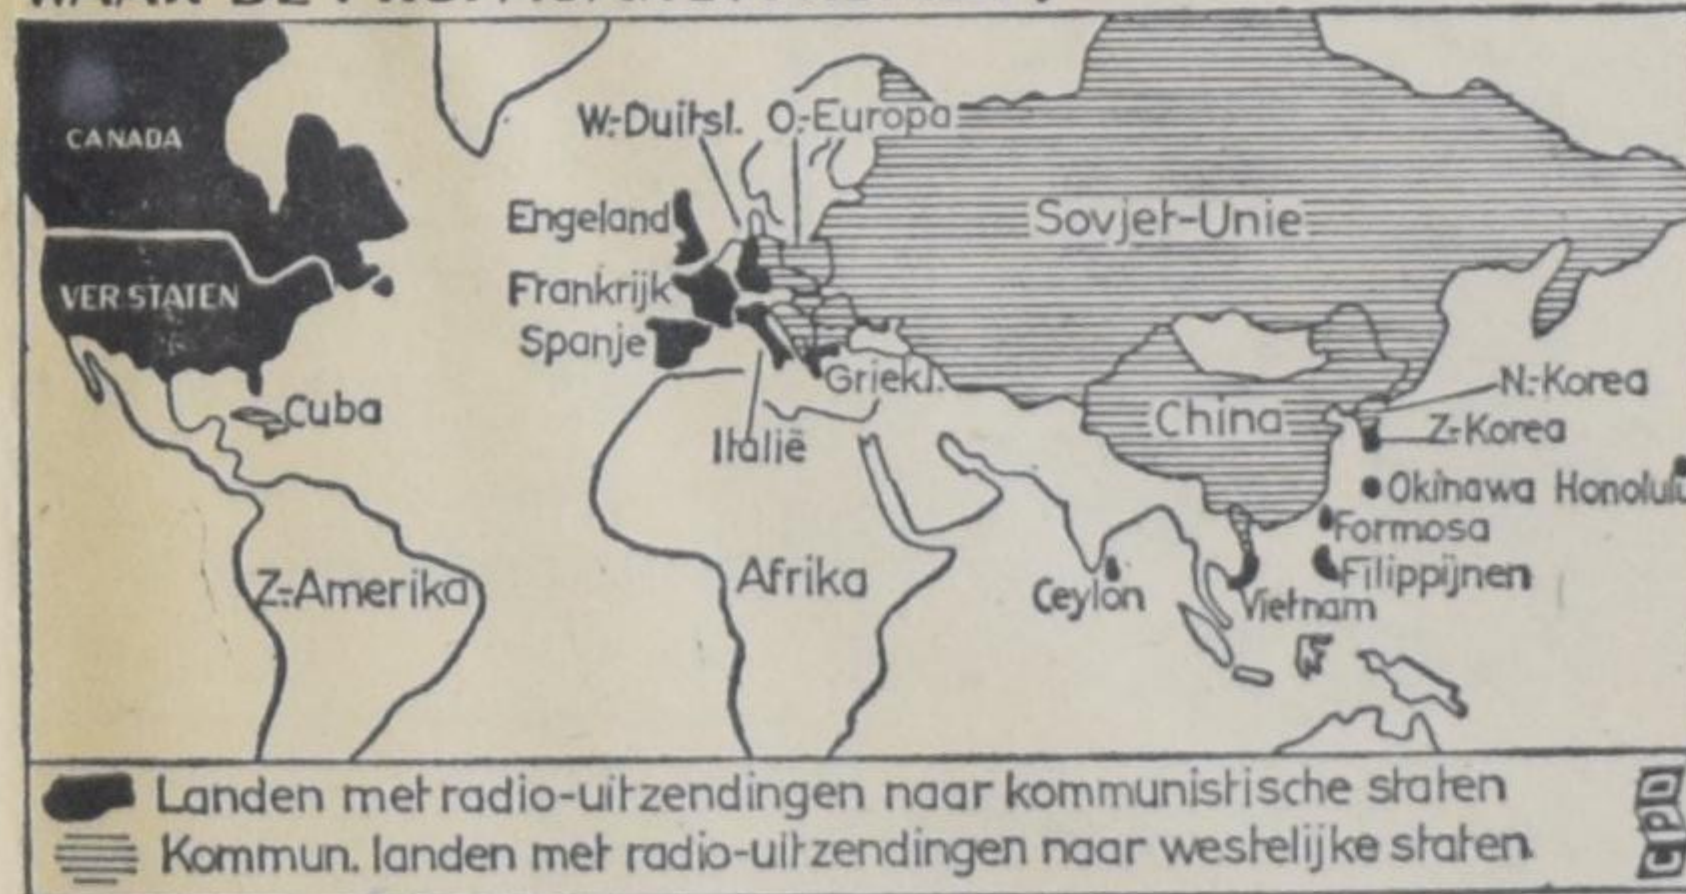 W.-Duitsl. O.-Europa
CANADA
Engeland
Sovjet-Unie
Frankrijk
VER. STATEN
Spanje
Griekl.
N.-Korea
Cuba
China
Z.-Korea
Italië
Okinawa Honolulu
Formosa
Z.-Amerika
Afrika
Ceylon
Filippijnen
Vietnam
Landen met radio-uitzendingen naar kommunistische staten
Kommun. landen met radio-uitzendingen naar westelijke staten.
CPD